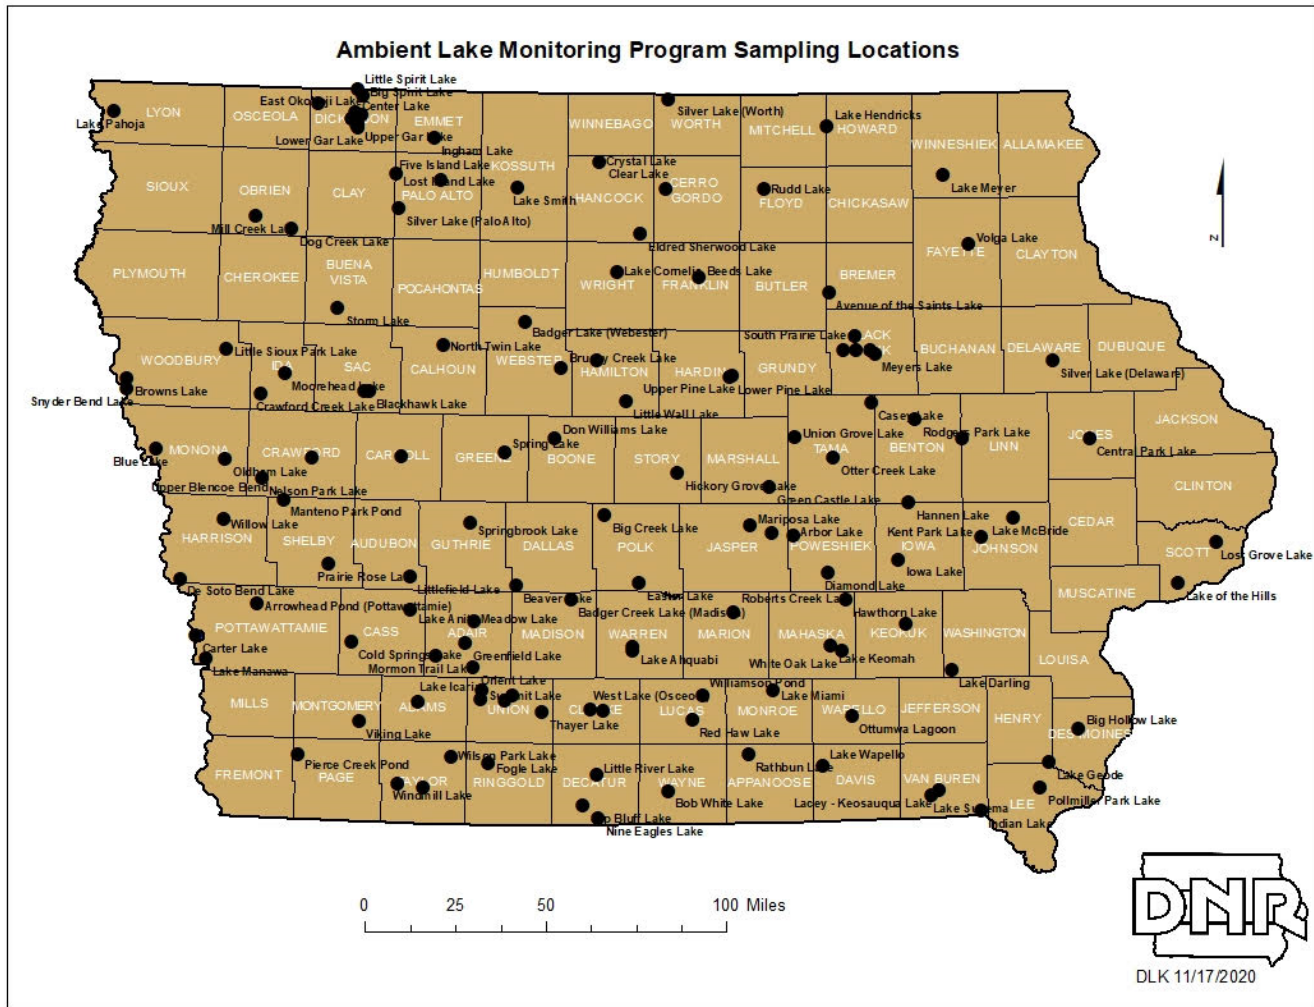 Ambient Lake Monitoring Program Sampling Locations
Little Spirit Lake
Big Spirit Lake
East Okoboji Lake
Center Lake
LYON
OSCEOLA
EMMET
Silver Lake (Worth)
Lake Hendricks
Lake Pahoja
WINNEBAGO
WORTH
MITCHELL
HOWARD
Lower Gar Lake
Upper Gar Lake
Ingham Lake
WINNESHIEK
ALLAMAKEE
Five Island Lake
KOSSUTH
Crystal Lake
Clear Lake
SIOUX
OBRIEN
CLAY
Lost Island Lake
PALO ALTO
Lake Smith
HANCOCK
CERRO
GORDO
Rudd Lake
FLOYD
CHICKASAW
Lake Meyer
Silver Lake (Palo Alto)
Mill Creek Lake
Dog Creek Lake
Eldred Sherwood Lake
Volga Lake
FAYETTE
CLAYTON
PLYMOUTH
CHEROKEE
BUENA
VISTA
POCAHONTAS
HUMBOLDT
Lake Cornelia
Beeds Lake
WRIGHT
FRANKLIN
BUTLER
BREMER
Avenue of the Saints Lake
Storm Lake
Badger Lake (Webester)
South Prairie Lake
North Twin Lake
WOODBURY
Little Sioux Park Lake
IDA
SAC
CALHOUN
WEBSTER
Brushy Creek Lake
HAMILTON
HARDIN
GRUNDY
Meyers Lake
BUCHANAN
DELAWARE
DUBUQUE
Silver Lake (Delaware)
Moorehead Lake
Upper Pine Lake
Lower Pine Lake
Browns Lake
Snyder Bend Lake
Crawford Creek Lake
Blackhawk Lake
Little Wall Lake
Casey Lake
JACKSON
Don Williams Lake
Union Grove Lake
Rodgers Park Lake
MONONA
CRAWFORD
CARROLL
GREENE
Spring Lake
BOONE
STORY
MARSHALL
TAMA
BENTON
LINN
JONES
Central Park Lake
Blue Lake
Oldham Lake
Otter Creek Lake
Upper Blencoe Bend
Nelson Park Lake
Hickory Grove Lake
Green Castle Lake
CLINTON
Manteno Park Pond
Hannen Lake
Willow Lake
HARRISON
SHELBY
AUDUBON
GUTHRIE
Springbrook Lake
DALLAS
Big Creek Lake
POLK
JASPER
Mariposa Lake
Arbor Lake
POWESHIEK
Kent Park Lake
Lake McBride
IOWA
JOHNSON
CEDAR
SCOTT
Lost Grove Lake
Prairie Rose Lake
Littlefield Lake
Iowa Lake
Diamond Lake
De Soto Bend Lake
Beaver Lake
Easter Lake
Roberts Creek Lake
MUSCATINE
Lake of the Hills
Arrowhead Pond (Pottawattamie)
Lake Anita
Meadow Lake
Badger Creek Lake (Madison)
Hawthorn Lake
POTTAWATTAMIE
CASS
ADAIR
MADISON
WARREN
MARION
MAHASKA
KEOKUK
WASHINGTON
LOUISA
Carter Lake
Cold Springs Lake
Greenfield Lake
Lake Ahquabi
White Oak Lake
Lake Keomah
Lake Manawa
Mormon Trail Lake
Lake Darling
Orient Lake
Williamson Pond
Lake Icaria
Summit Lake
West Lake (Osceola)
Lake Miami
MILLS
MONTGOMERY
ADAMS
UNION
CLARKE
LUCAS
MONROE
WAPELLO
JEFFERSON
HENRY
DES MOINES
Big Hollow Lake
Viking Lake
Thayer Lake
Red Haw Lake
Ottumwa Lagoon
Pierce Creek Pond
Wilson Park Lake
Fogle Lake
Little River Lake
Rathbun Lake
Lake Wapello
Lake Geode
FREMONT
PAGE
TAYLOR
RINGGOLD
DECATUR
WAYNE
APPANOOSE
DAVIS
VAN BUREN
LEE
Windmill Lake
Bob White Lake
Lacey - Keosauqua Lake
Lake Sugema
Pollmiller Park Lake
Indian Lake
Bluff Lake
Nine Eagles Lake
N
0 25 50 100 Miles
DNR
DLK 11/17/2020